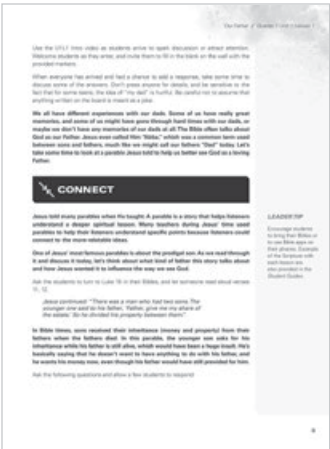 Our Father // Quarter 1 Unit 1 Lesson 1
Use the U1L1 intro video as students arrive to spark discussion or attract attention.
Welcome students as they arrive, and invite them to fill in the blank on the wall with the
provided markers.
When everyone has arrived and had a chance to add a response, take some time to
discuss some of the answers. Don't press anyone for details, and be sensitive to the
fact that for some teens, the idea of "my dad" is hurtful. Be careful not to assume that
anything written on the board is meant as a joke.
We all have different experiences with our dads. Some of us have really great
memories, and some of us might have gone through hard times with our dads, or
maybe we don't have any memories of our dads at all. The Bible often talks about
God as our Father. Jesus even called Him "Abba," which was a common term used
between sons and fathers, much like we might call our fathers "Dad" today. Let's
take some time to look at a parable Jesus told to help us better see God as a loving
Father.
CONNECT
Jesus told many parables when He taught. A parable is a story that helps listeners
understand a deeper spiritual lesson. Many teachers during Jesus' time used
parables to help their listeners understand specific points because listeners could
connect to the more relatable ideas.
One of Jesus' most famous parables is about the prodigal son. As we read through
it and discuss it today, let's think about what kind of father this story talks about
and how Jesus wanted it to influence the way we see God.
Ask the students to turn to Luke 15 in their Bibles, and let someone read aloud verses
11, 12.
Jesus continued: "There was a man who had two sons. The
younger one said to his father, 'Father, give me my share of
the estate.' So he divided his property between them".
In Bible times, sons received their inheritance (money and property) from their
fathers when the fathers died. In this parable, the younger son asks for his
inheritance while his father is still alive, which would have been a huge insult. He's
basically saying that he doesn't want to have anything to do with his father, and
he wants his money now, even though his father would have still provided for him.
Ask the following questions and allow a few students to respond:
LEADER TIP
Encourage students
to bring their Bibles or
to use Bible apps on
their phones. Excerpts
of the Scripture with
each lesson are
also provided in the
Student Guides.